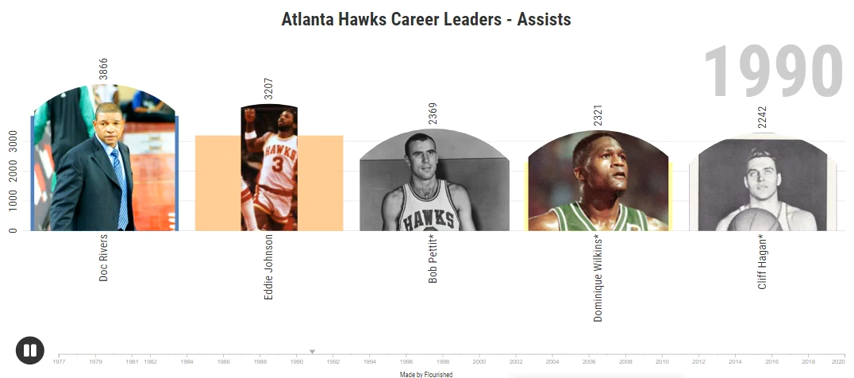 Atlanta Hawks Career Leaders - Assists
1990
3866
3207
2369
2321
2242
3000
2000
1000
0
HAWKS
3
HAWKS
Doc Rivers
Eddie Johnson
Bob Pettit*
Dominique Wilkins*
Cliff Hagan*
1977 1979 1981 1982 1984 1986 1988 1990 1992 1994 1996 1998 2000 2002 2004 2006 2008 2010 2012 2014 2016 2018 2020
Made by Flourished